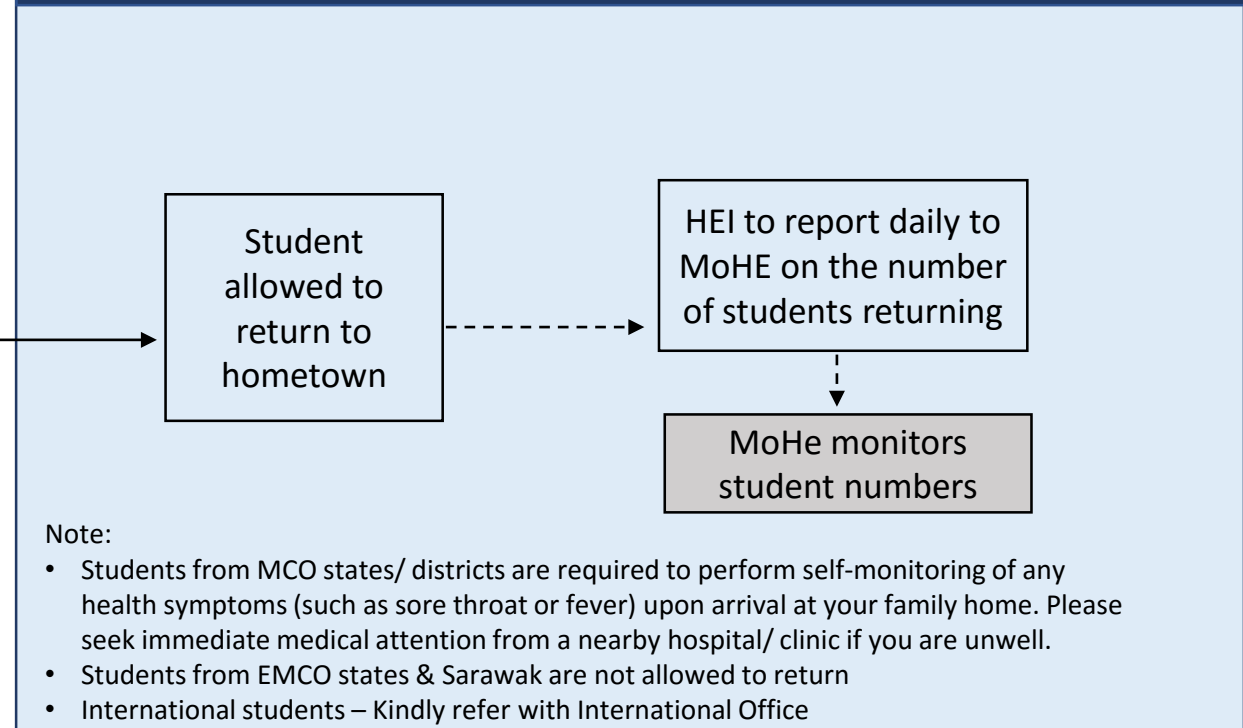 Student
allowed to
return to
hometown
HEI to report daily to
MoHE on the number
of students returning
MoHe monitors
student numbers
Note:
• Students from MCO states/ districts are required to perform self-monitoring of any
health symptoms (such as sore throat or fever) upon arrival at your family home. Please
seek immediate medical attention from a nearby hospital/ clinic if you are unwell.
• Students from EMCO states & Sarawak are not allowed to return
• International students – Kindly refer with International Office